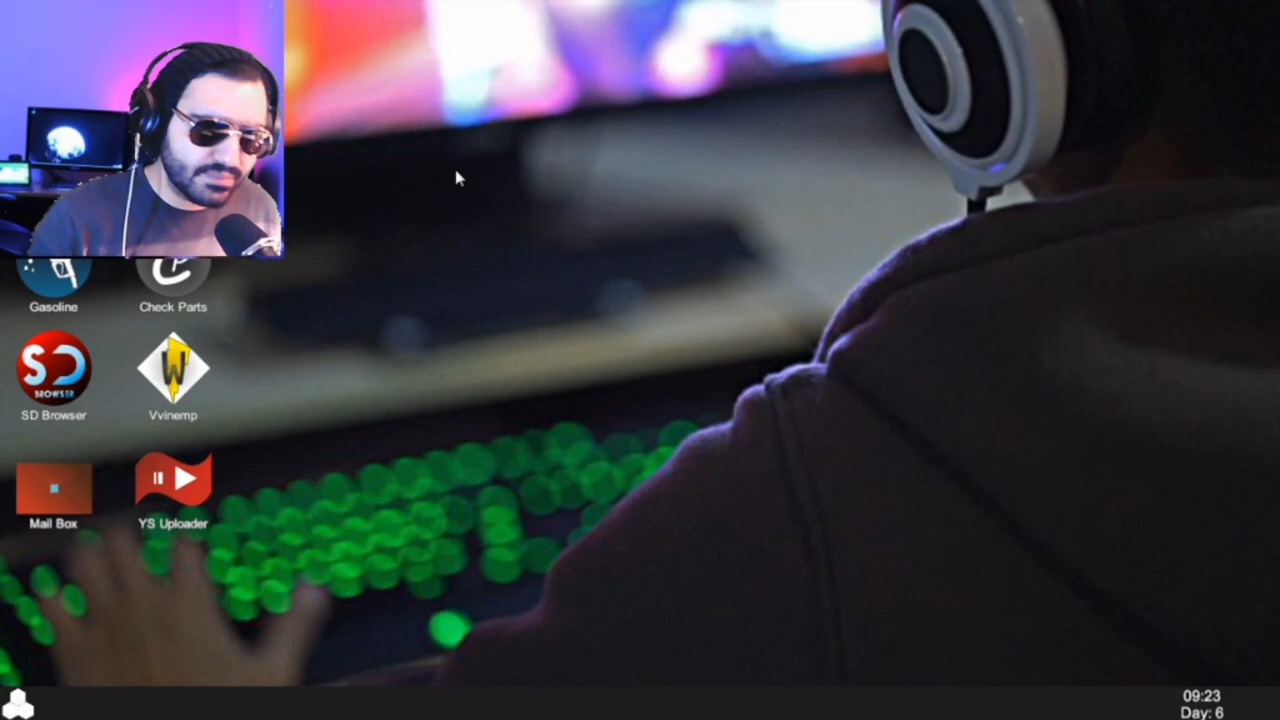 Gasoline
Check Parts
SD
BROWSER
SD Browser
W
Vvinemp
Mail Box
YS Uploader
09:23
Day: 6